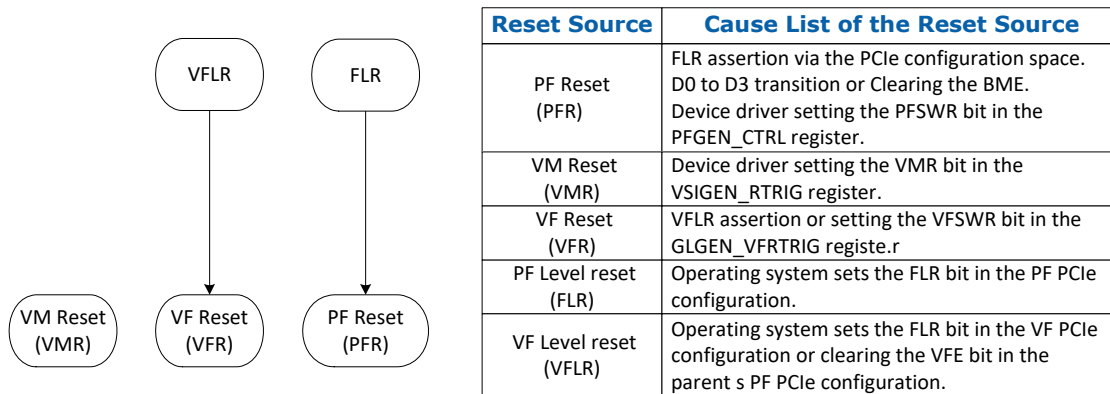 VFLR
FLR
VM Reset
(VMR)
VF Reset
(VFR)
PF Reset
(PFR)
Reset Source
Cause List of the Reset Source
PF Reset
(PFR)
FLR assertion via the PCIe configuration space.
D0 to D3 transition or Clearing the BME.
Device driver setting the PFSWR bit in the
PFGEN_CTRL register.
VM Reset
(VMR)
Device driver setting the VMR bit in the
VSIGEN_RTRIG register.
VF Reset
(VFR)
VFLR assertion or setting the VFSWR bit in the
GLGEN_VFRTRIG registe.r
PF Level reset
(FLR)
Operating system sets the FLR bit in the PF PCIe
configuration.
VF Level reset
(VFLR)
Operating system sets the FLR bit in the VF PCIe
configuration or clearing the VFE bit in the
parent s PF PCIe configuration.